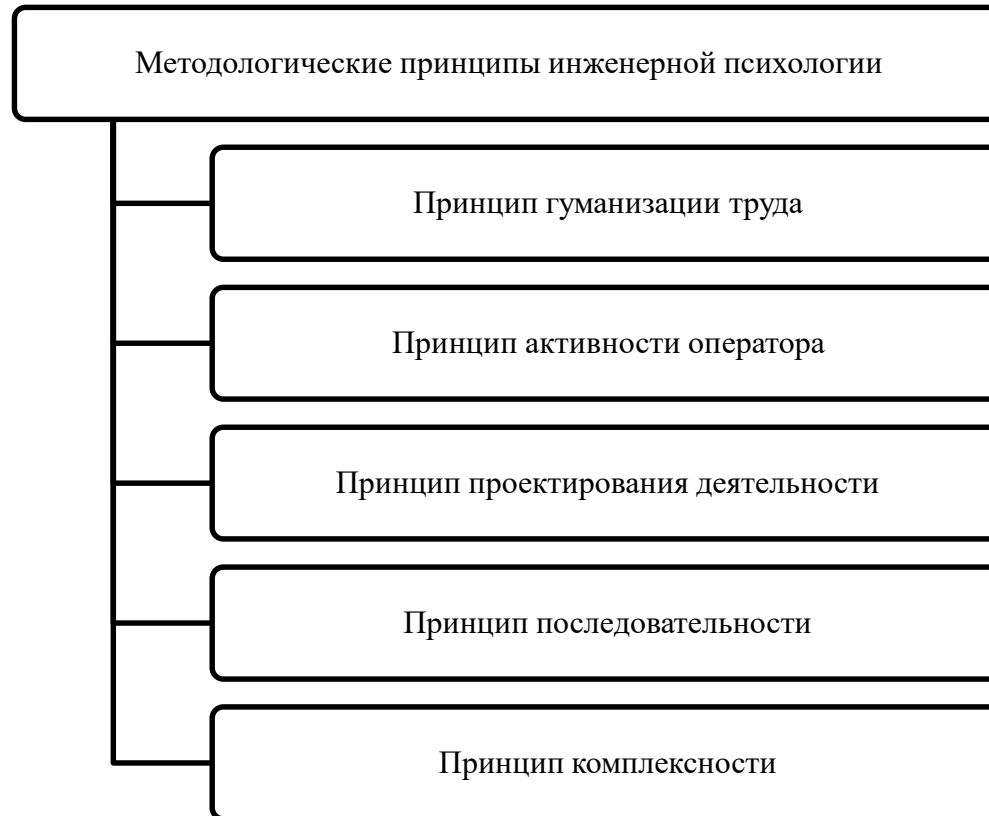 Методологические принципы инженерной психологии
Принцип гуманизации труда
Принцип активности оператора
Принцип проектирования деятельности
Принцип последовательности
Принцип комплексности